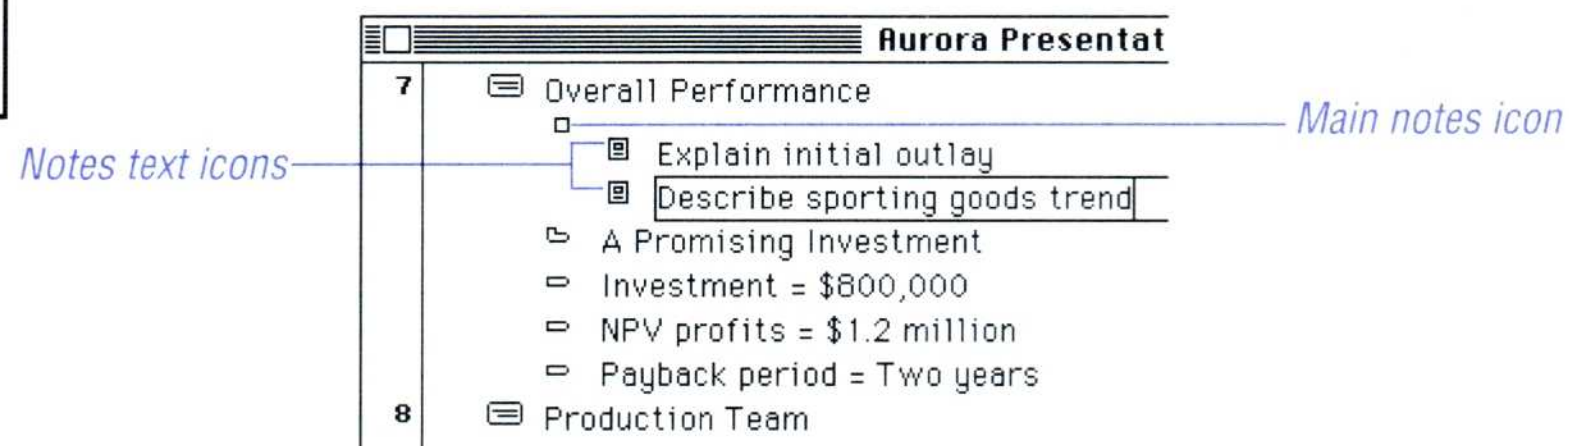 Aurora Presentat
7 Overall Performance
Main notes icon
Notes text icons
Explain initial outlay
Describe sporting goods trend
A Promising Investment
Investment = $800,000
NPV profits = $1.2 million
Payback period = Two years
8 Production Team